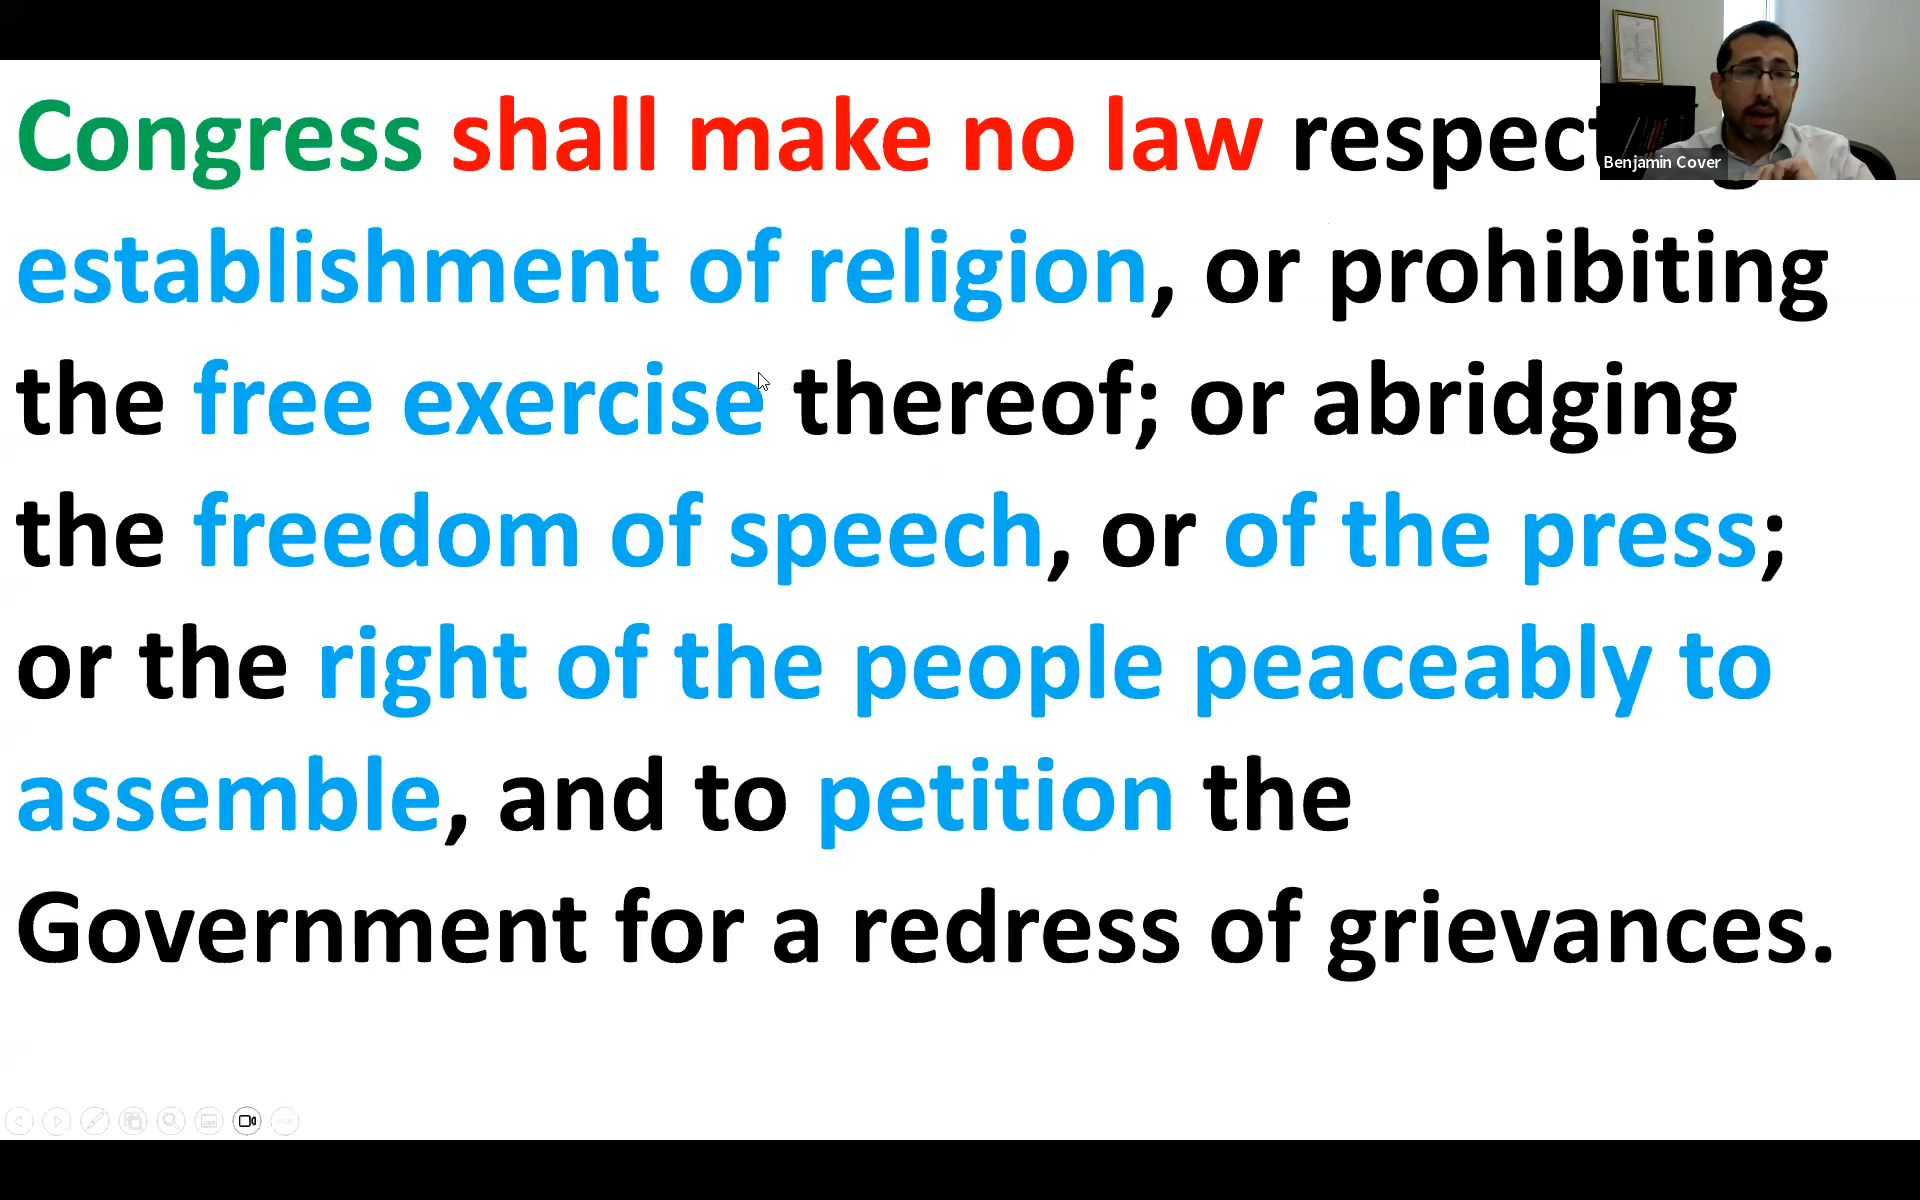 Congress shall make no law respect
establishment of religion, or prohibiting
the free exercise thereof; or abridging
the freedom of speech, or of the press;
or the right of the people peaceably to
assemble, and to petition the
Government for a redress of grievances.
Benjamin Cover